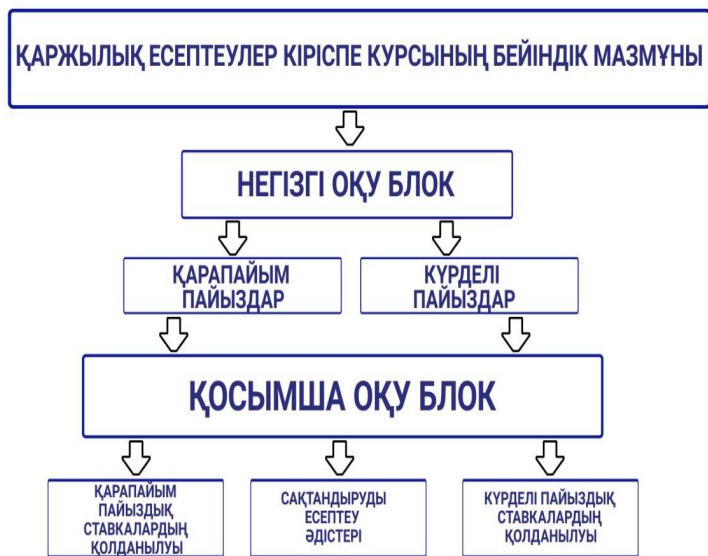 ҚАРЖЫЛЫҚ ЕСЕПТЕУЛЕР КІРІСПЕ КУРСЫНЫҢ БЕЙІНДІК МАЗМҰНЫ
НЕГІЗГІ ОҚУ БЛОК
ҚАРАПАЙЫМ
ПАЙЫЗДАР
КҮРДЕЛІ
ПАЙЫЗДАР
ҚОСЫМША ОҚУ БЛОК
ҚАРАПАЙЫМ
ПАЙЫЗДЫҚ
СТАВКАЛАРДЫҢ
ҚОЛДАНЫЛУЫ
САҚТАНДЫРУДЫ
ЕСЕПТЕУ
ӘДІСТЕРІ
КҮРДЕЛІ ПАЙЫЗДЫҚ
СТАВКАЛАРДЫҢ
ҚОЛДАНЫЛУЫ